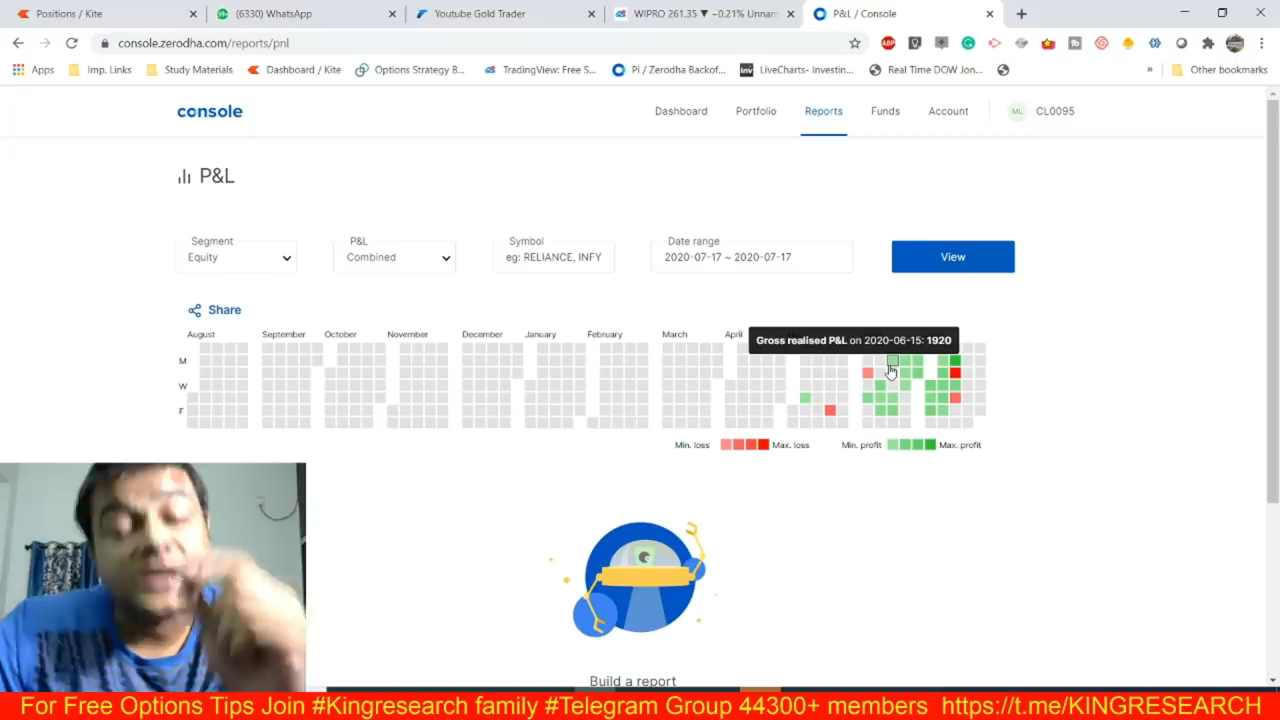 Positions / Kite
(6330) WhatsApp
Youtube Gold Trader
WIPRO 261.35 ▼ −0.21% Unnam
P&L / Console
console.zerodha.com/reports/pnl
ABP
Apps
Imp. Links
Study Materials
Dashboard / Kite
Options Strategy B...
TradingView: Free S...
Pi / Zerodha Backof...
inv
LiveCharts- Investin...
Real Time DOW Jon...
»
Other bookmarks
console
Dashboard
Portfolio
Reports
Funds
Account
ML
CL0095
P&L
Segment
P&L
Symbol
Date range
Equity
Combined
eg: RELIANCE, INFY
2020-07-17 ~ 2020-07-17
View
Share
August
September
October
November
December
January
February
March
April
Gross realised P&L on 2020-06-15: 1920
M
W
F
Min. loss
Max. loss
Min. profit
Max. profit
Build a report
For Free Options Tips Join #Kingresearch family #Telegram Group 44300+ members https://t.me/KINGRESEARCH